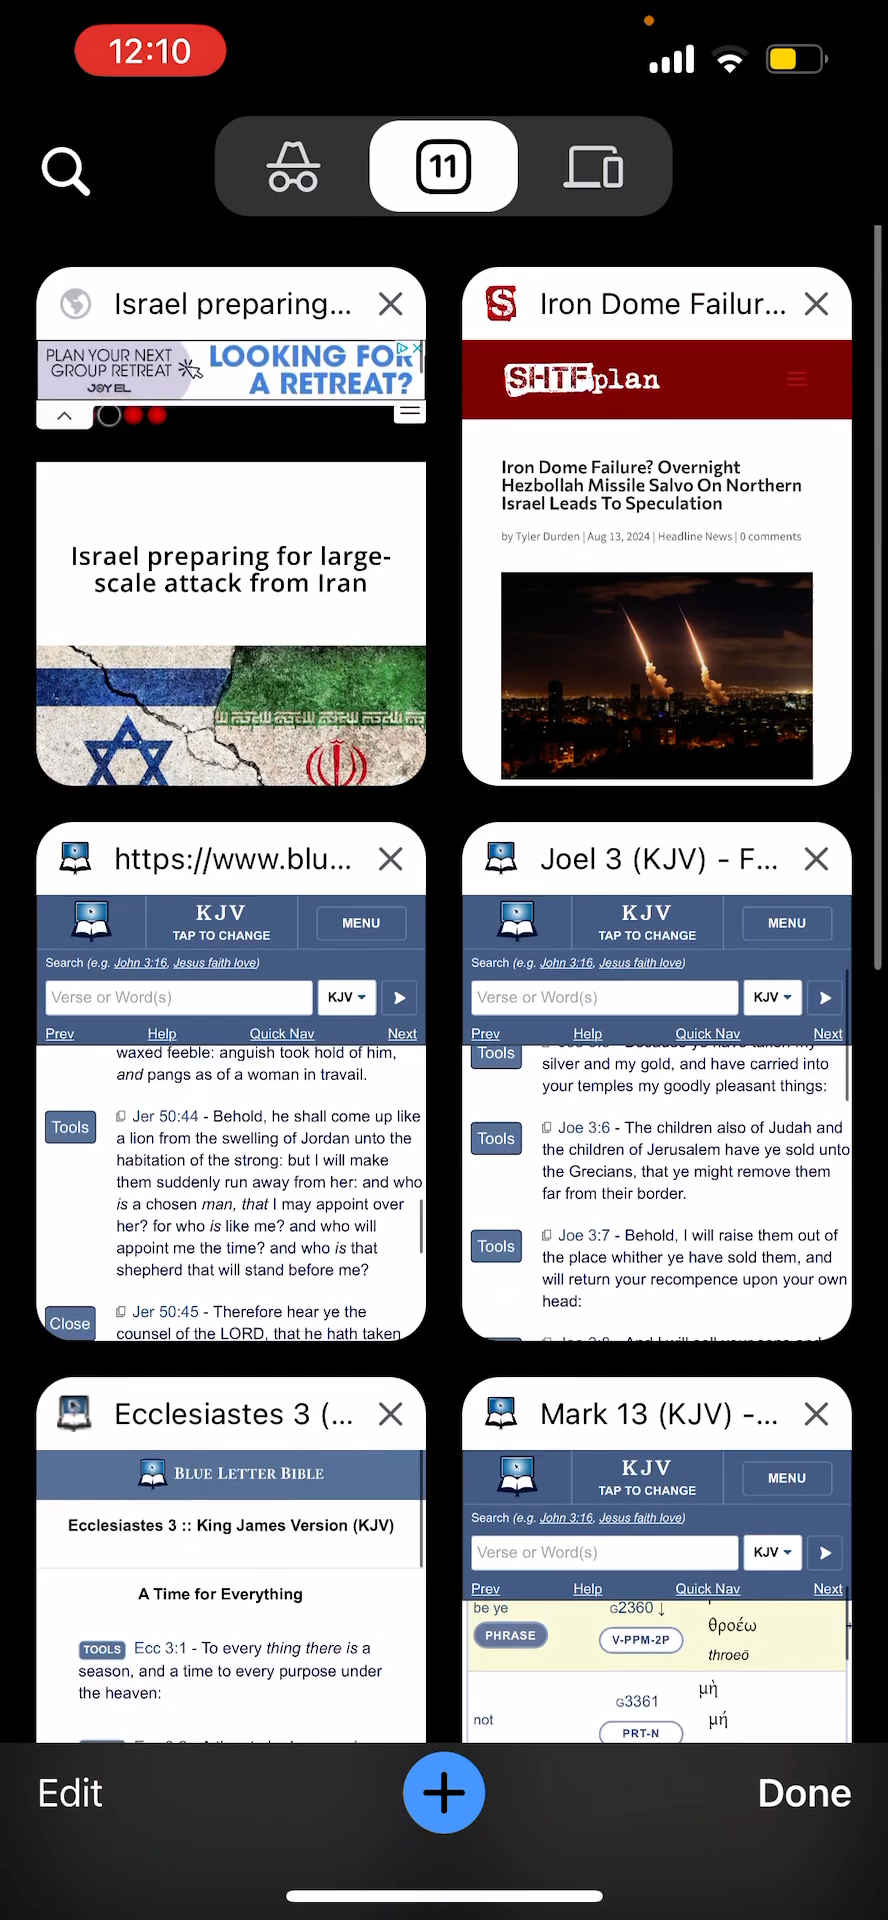 12:10
11
Israel preparing...
PLAN YOUR NEXT
GROUP RETREAT
JOYEL
LOOKING FOR
A RETREAT?
Israel preparing for large-
scale attack from Iran
S Iron Dome Failur...
SHTFplan
Iron Dome Failure? Overnight
Hezbollah Missile Salvo On Northern
Israel Leads To Speculation
by Tyler Durden | Aug 13, 2024 | Headline News | 0 comments
https://www.blu...
KJV
TAP TO CHANGE
MENU
Search (e.g. John 3:16, Jesus faith love)
Verse or Word(s)
KJV
Prev Help Quick Nav Next
waxed feeble: anguish took hold of him,
and pangs as of a woman in travail.
Tools
Jer 50:44 - Behold, he shall come up like
a lion from the swelling of Jordan unto the
habitation of the strong: but I will make
them suddenly run away from her: and who
is a chosen man, that I may appoint over
her? for who is like me? and who will
appoint me the time? and who is that
shepherd that will stand before me?
Close
Jer 50:45 - Therefore hear ye the
counsel of the LORD, that he hath taken
Joel 3 (KJV) - F...
KJV
TAP TO CHANGE
MENU
Search (e.g. John 3:16, Jesus faith love)
Verse or Word(s)
KJV
Prev Help Quick Nav Next
Tools
silver and my gold, and have carried into
your temples my goodly pleasant things:
Tools
Joe 3:6 - The children also of Judah and
the children of Jerusalem have ye sold unto
the Grecians, that ye might remove them
far from their border.
Tools
Joe 3:7 - Behold, I will raise them out of
the place whither ye have sold them, and
will return your recompence upon your own
head:
Ecclesiastes 3 (...
BLUE LETTER BIBLE
Ecclesiastes 3 :: King James Version (KJV)
A Time for Everything
TOOLS Ecc 3:1 - To every thing there is a
season, and a time to every purpose under
the heaven:
Mark 13 (KJV) -...
KJV
TAP TO CHANGE
MENU
Search (e.g. John 3:16, Jesus faith love)
Verse or Word(s)
KJV
Prev Help Quick Nav Next
be ye
PHRASE
G2360 ↓
V-PPM-2P
θροέω
throeō
not
G3361
PRT-N
μὴ
μή
Edit
Done